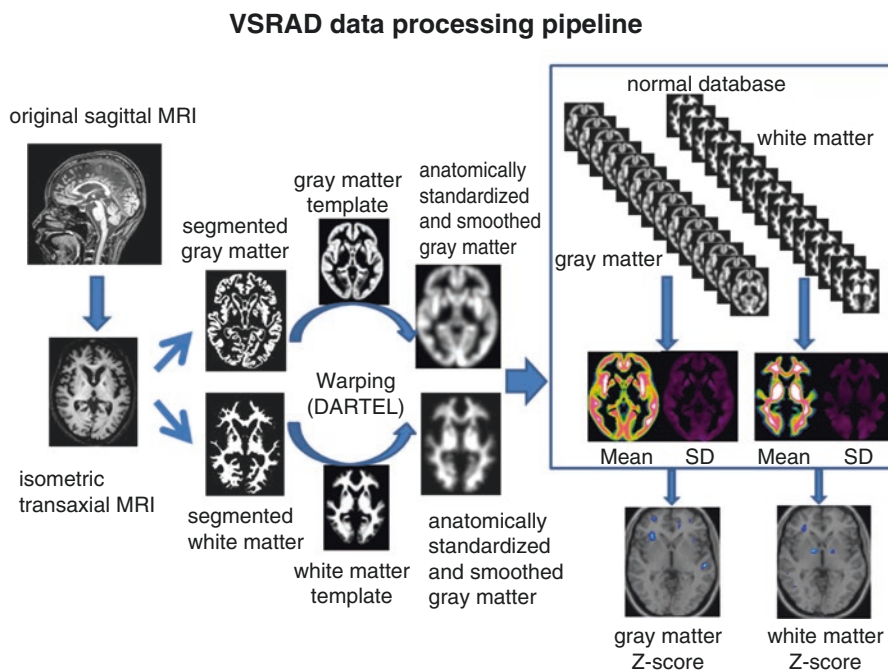 VSRAD data processing pipeline
original sagittal MRI
isometric
transaxial MRI
segmented
gray matter
segmented
white matter
gray matter
template
Warping
(DARTEL)
white matter
template
anatomically
standardized
and smoothed
gray matter
anatomically
standardized
and smoothed
gray matter
normal database
white matter
gray matter
Mean SD Mean SD
gray matter
Z-score
white matter
Z-score